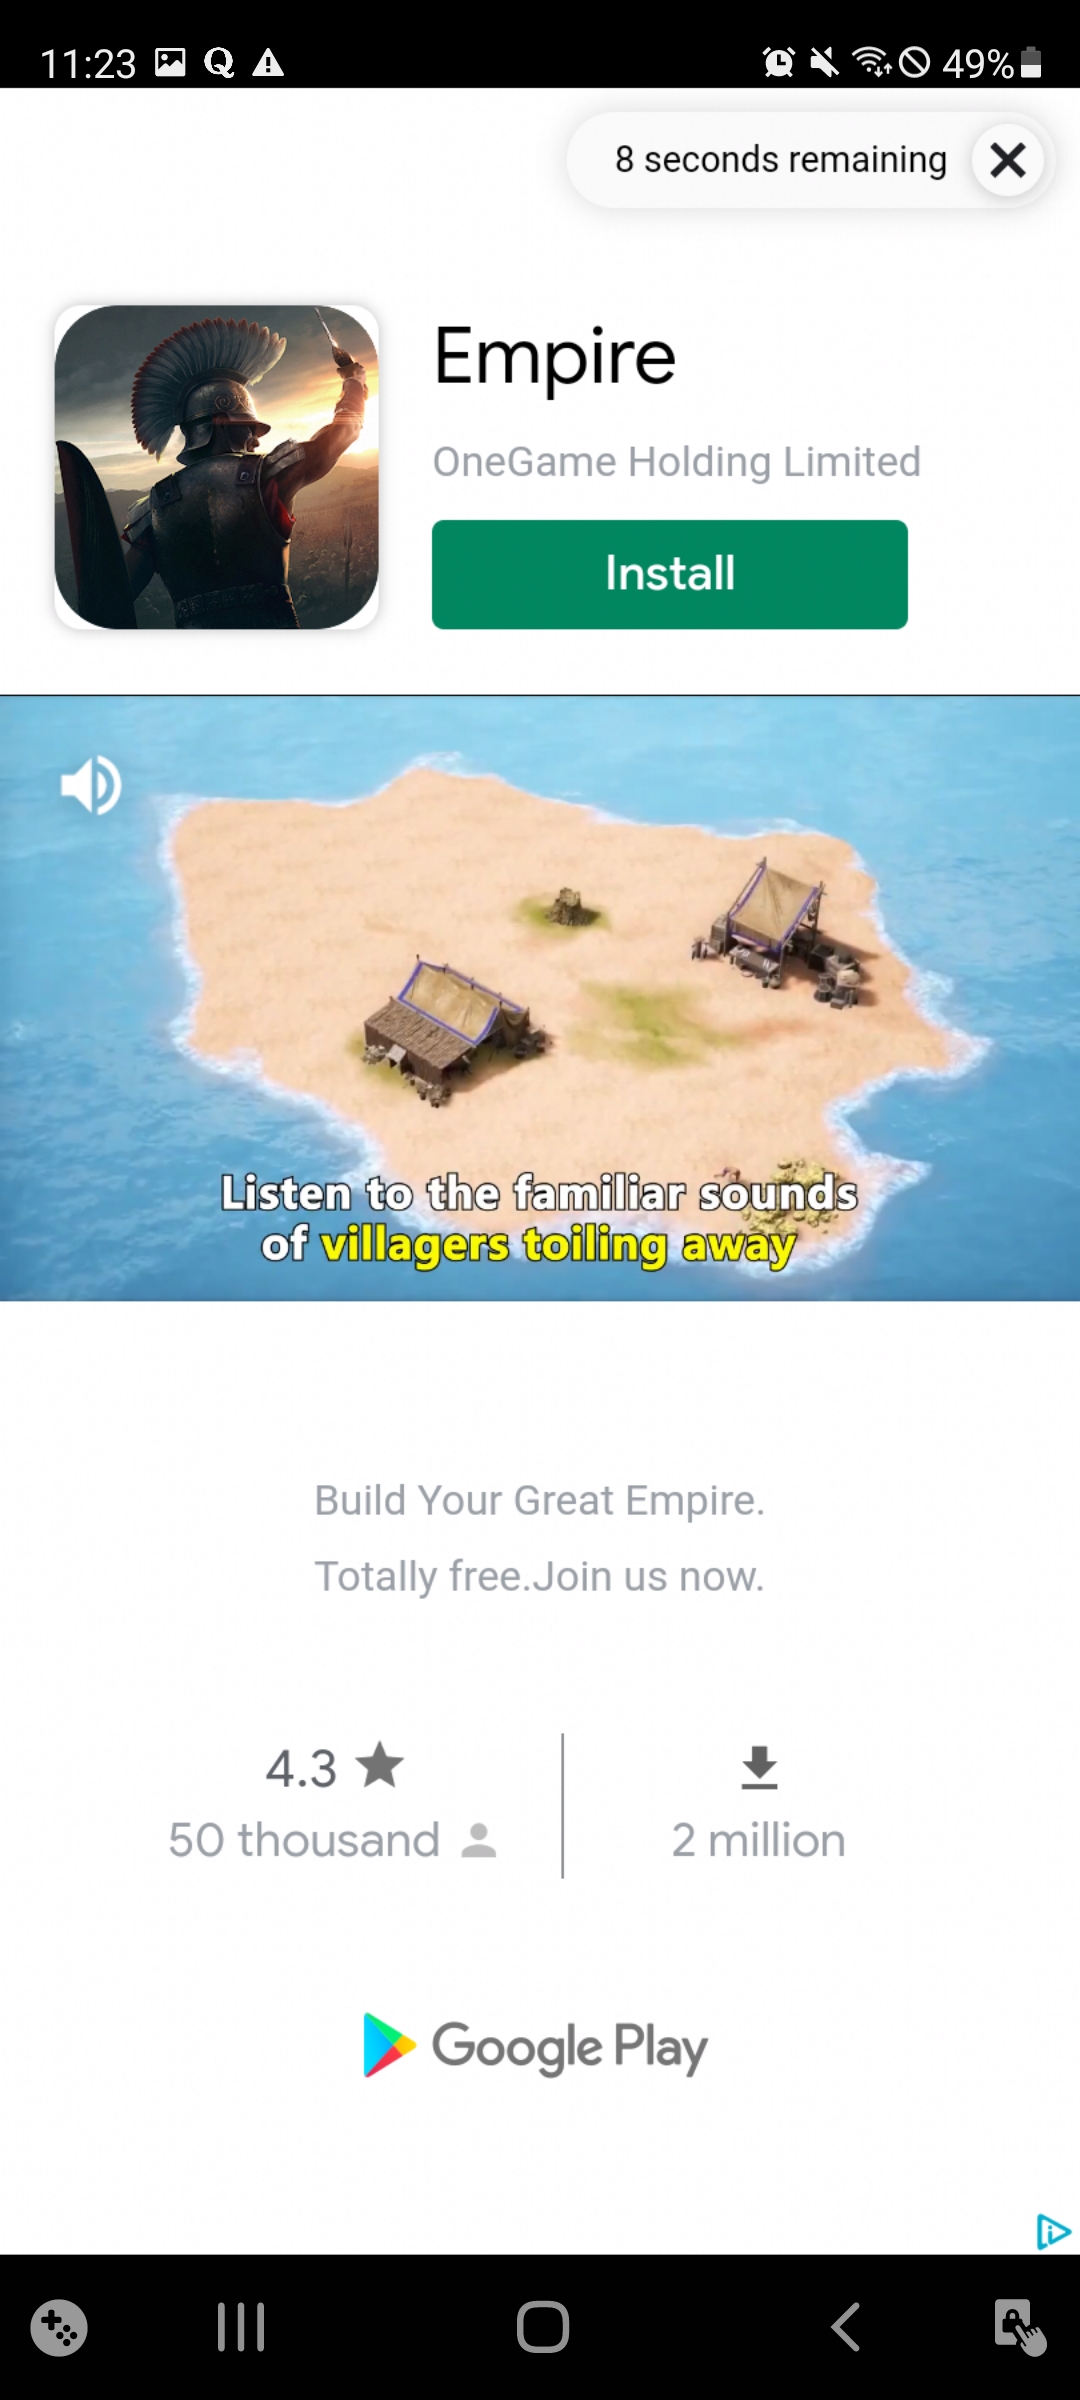 11:23
49%
8 seconds remaining
Empire
OneGame Holding Limited
Install
Listen to the familiar sounds
of villagers toiling away
Build Your Great Empire.
Totally free.Join us now.
4.3
50 thousand
2 million
Google Play